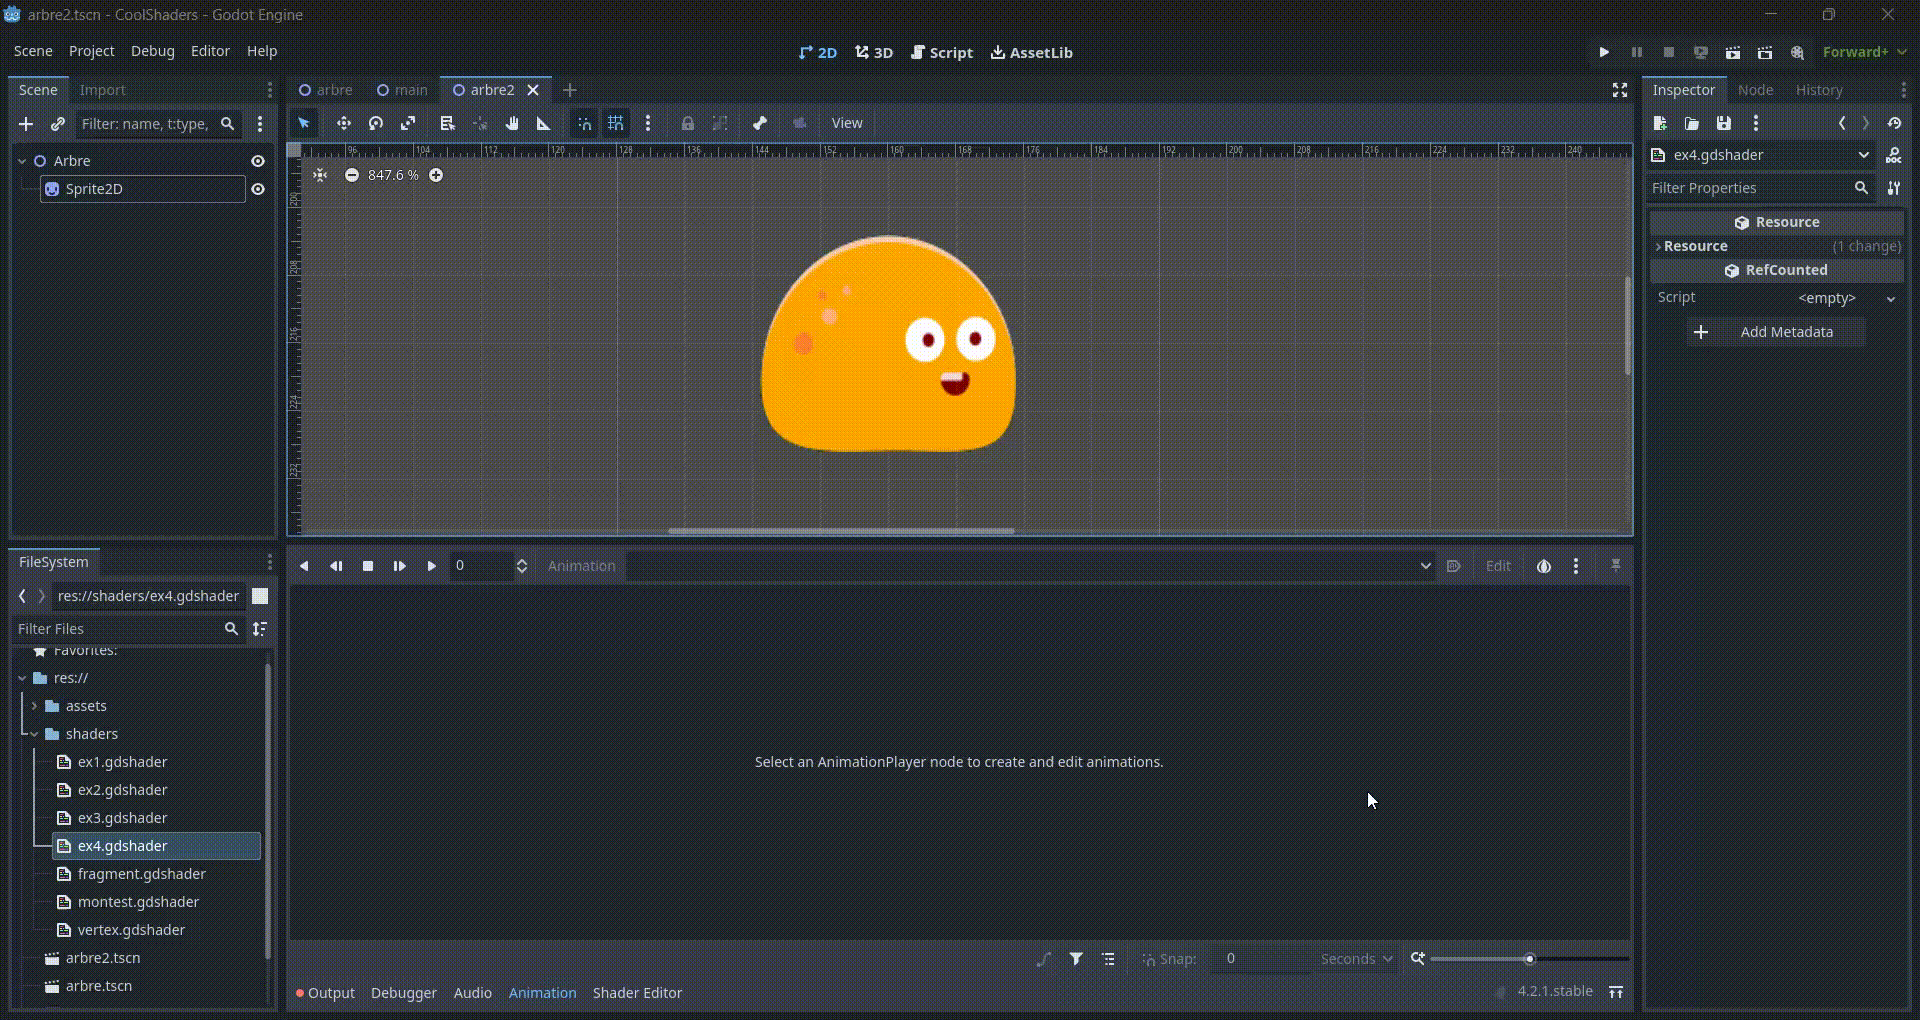 arbre2.tscn - CoolShaders - Godot Engine
Scene Project Debug Editor Help
2D 3D Script AssetLib
Forward+
Scene Import
arbre main arbre2
Inspector Node History
Filter: name, t:type,
View
Arbre
Sprite2D
96 104 112 120 128 136 144 152 160 168 176 184 192 200 208 216 224 232 240
200
208
216
224
232
847.6 %
ex4.gdshader
Filter Properties
Resource
Resource (1 change)
RefCounted
Script <empty>
Add Metadata
FileSystem
res://shaders/ex4.gdshader
Filter Files
Favorites:
res://
assets
shaders
ex1.gdshader
ex2.gdshader
ex3.gdshader
ex4.gdshader
fragment.gdshader
montest.gdshader
vertex.gdshader
arbre2.tscn
arbre.tscn
0 Animation Edit
Select an AnimationPlayer node to create and edit animations.
Snap: 0 Seconds
Output Debugger Audio Animation Shader Editor
4.2.1.stable